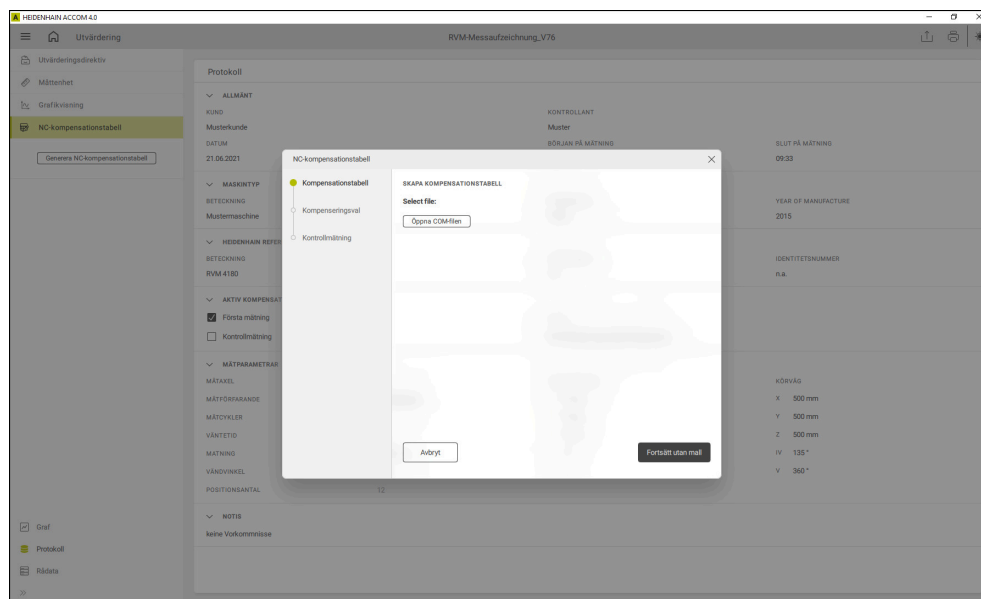 HEIDENHAIN ACCOM 4.0
Utvärdering
RVM-Messaufzeichnung_V76
Utvärderingsdirektiv
Måttenhet
Grafikvisning
NC-kompensationstabell
Generera NC-kompensationstabell
Protokoll
ALLMÄNT
KUND
KONTROLLANT
Musterkunde
Muster
DATUM
BÖRJAN PÅ MÄTNING
SLUT PÅ MÄTNING
21.06.2021
09:33
MASKINTYP
BETECKNING
YEAR OF MANUFACTURE
Mustermaschine
2015
HEIDENHAIN REFER
BETECKNING
IDENTITETSNUMMER
RVM 4180
n.a.
AKTIV KOMPENSAT
Första mätning
Kontrollmätning
MÄTPARAMETRAR
MÄTAXEL
KÖRVÄG
MÄTFÖRFARANDE
X 500 mm
MÄTCYKLER
Y 500 mm
VÄNTETID
Z 500 mm
MATNING
IV 135 °
VÄNDVINKEL
V 360 °
POSITIONSANTAL
12
NOTIS
keine Vorkommnisse
NC-kompensationstabell
Kompensationstabell
Kompenseringsval
Kontrollmätning
SKAPA KOMPENSATIONSTABELL
Select file:
Öppna COM-filen
Avbryt
Fortsätt utan mall
Graf
Protokoll
Rådata